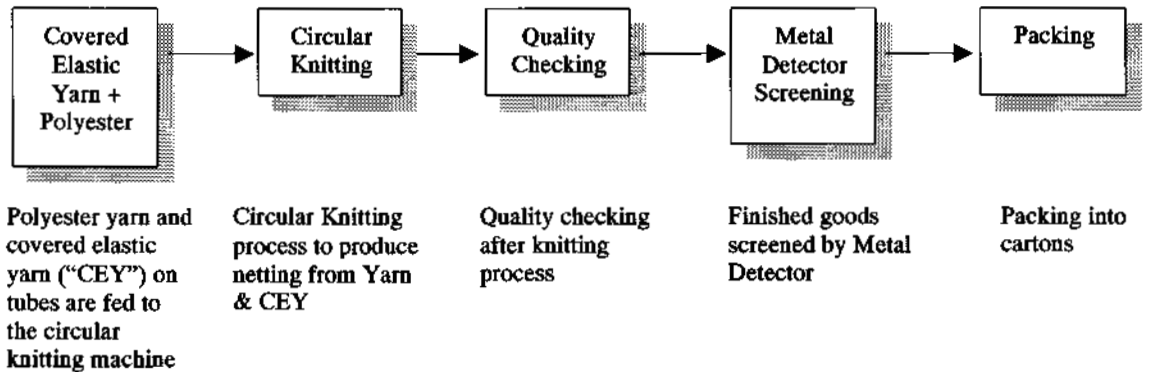 Covered
Elastic
Yarn +
Polyester
Circular
Knitting
Quality
Checking
Metal
Detector
Screening
Packing
Polyester yarn and
covered elastic
yarn (“CEY”) on
tubes are fed to
the circular
knitting machine
Circular Knitting
process to produce
netting from Yarn
& CEY
Quality checking
after knitting
process
Finished goods
screened by Metal
Detector
Packing into
cartons